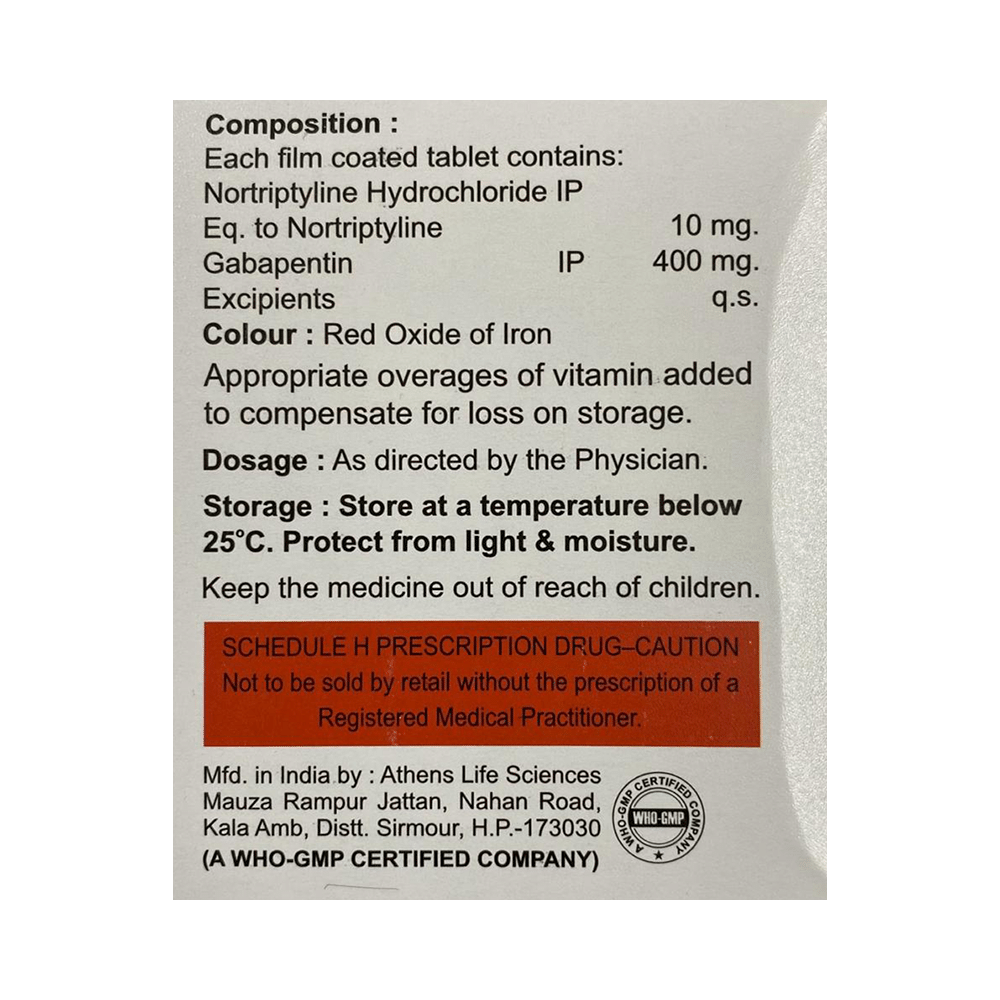 Composition :
Each film coated tablet contains:
Nortriptyline Hydrochloride IP
Eq. to Nortriptyline 10 mg.
Gabapentin IP 400 mg.
Excipients q.s.
Colour : Red Oxide of Iron
Appropriate overages of vitamin added
to compensate for loss on storage.
Dosage : As directed by the Physician.
Storage : Store at a temperature below
25°C. Protect from light & moisture.
Keep the medicine out of reach of children.
SCHEDULE H PRESCRIPTION DRUG–CAUTION
Not to be sold by retail without the prescription of a
Registered Medical Practitioner.
Mfd. in India by : Athens Life Sciences
Mauza Rampur Jattan, Nahan Road,
Kala Amb, Distt. Sirmour, H.P.-173030
(A WHO-GMP CERTIFIED COMPANY)
A WHO-GMP CERTIFIED COMPANY
WHO-GMP